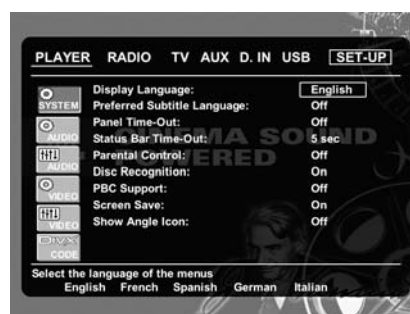 PLAYER RADIO TV AUX D. IN USB SET-UP
SYSTEM
AUDIO
AUDIO
VIDEO
VIDEO
DIVX
CODE
CINEMA SOUND
POWERED
Display Language: English
Preferred Subtitle Language: Off
Panel Time-Out: Off
Status Bar Time-Out: 5 sec
Parental Control: Off
Disc Recognition: On
PBC Support: Off
Screen Save: On
Show Angle Icon: Off
Select the language of the menus
English French Spanish German Italian